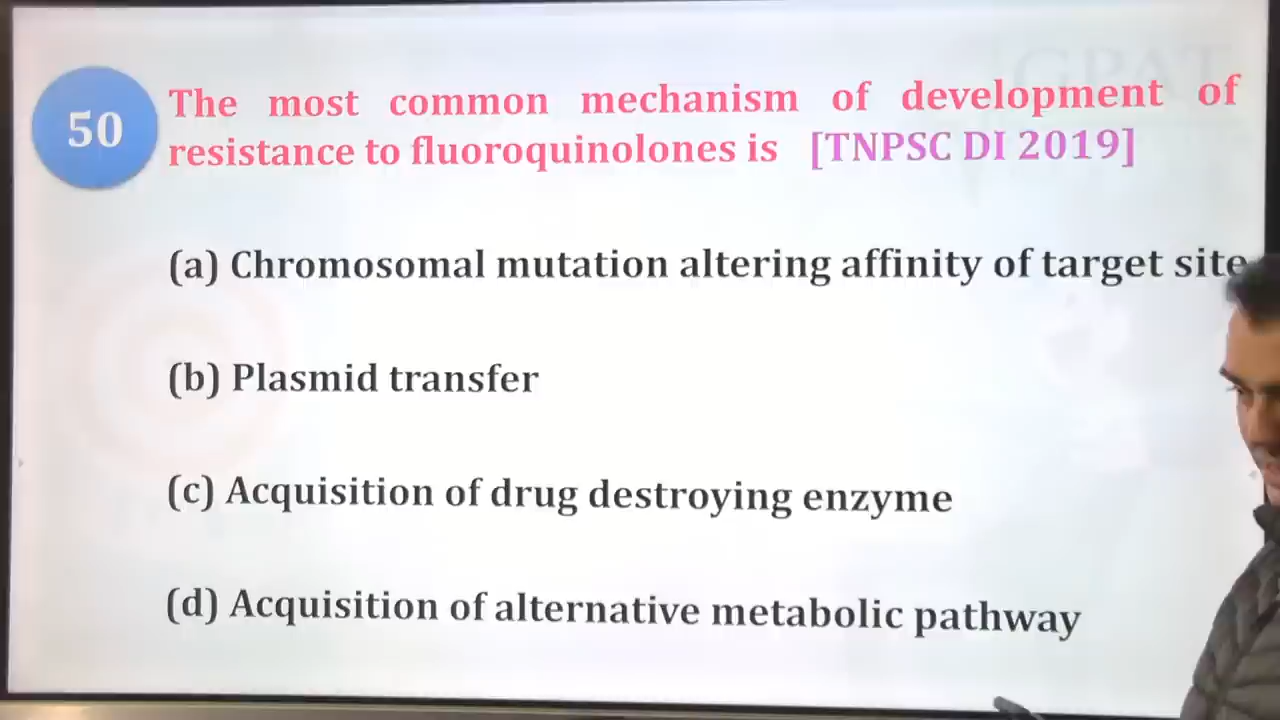 GPAT
50
The most common mechanism of development of
resistance to fluoroquinolones is [TNPSC DI 2019]
(a) Chromosomal mutation altering affinity of target site
(b) Plasmid transfer
(c) Acquisition of drug destroying enzyme
(d) Acquisition of alternative metabolic pathway